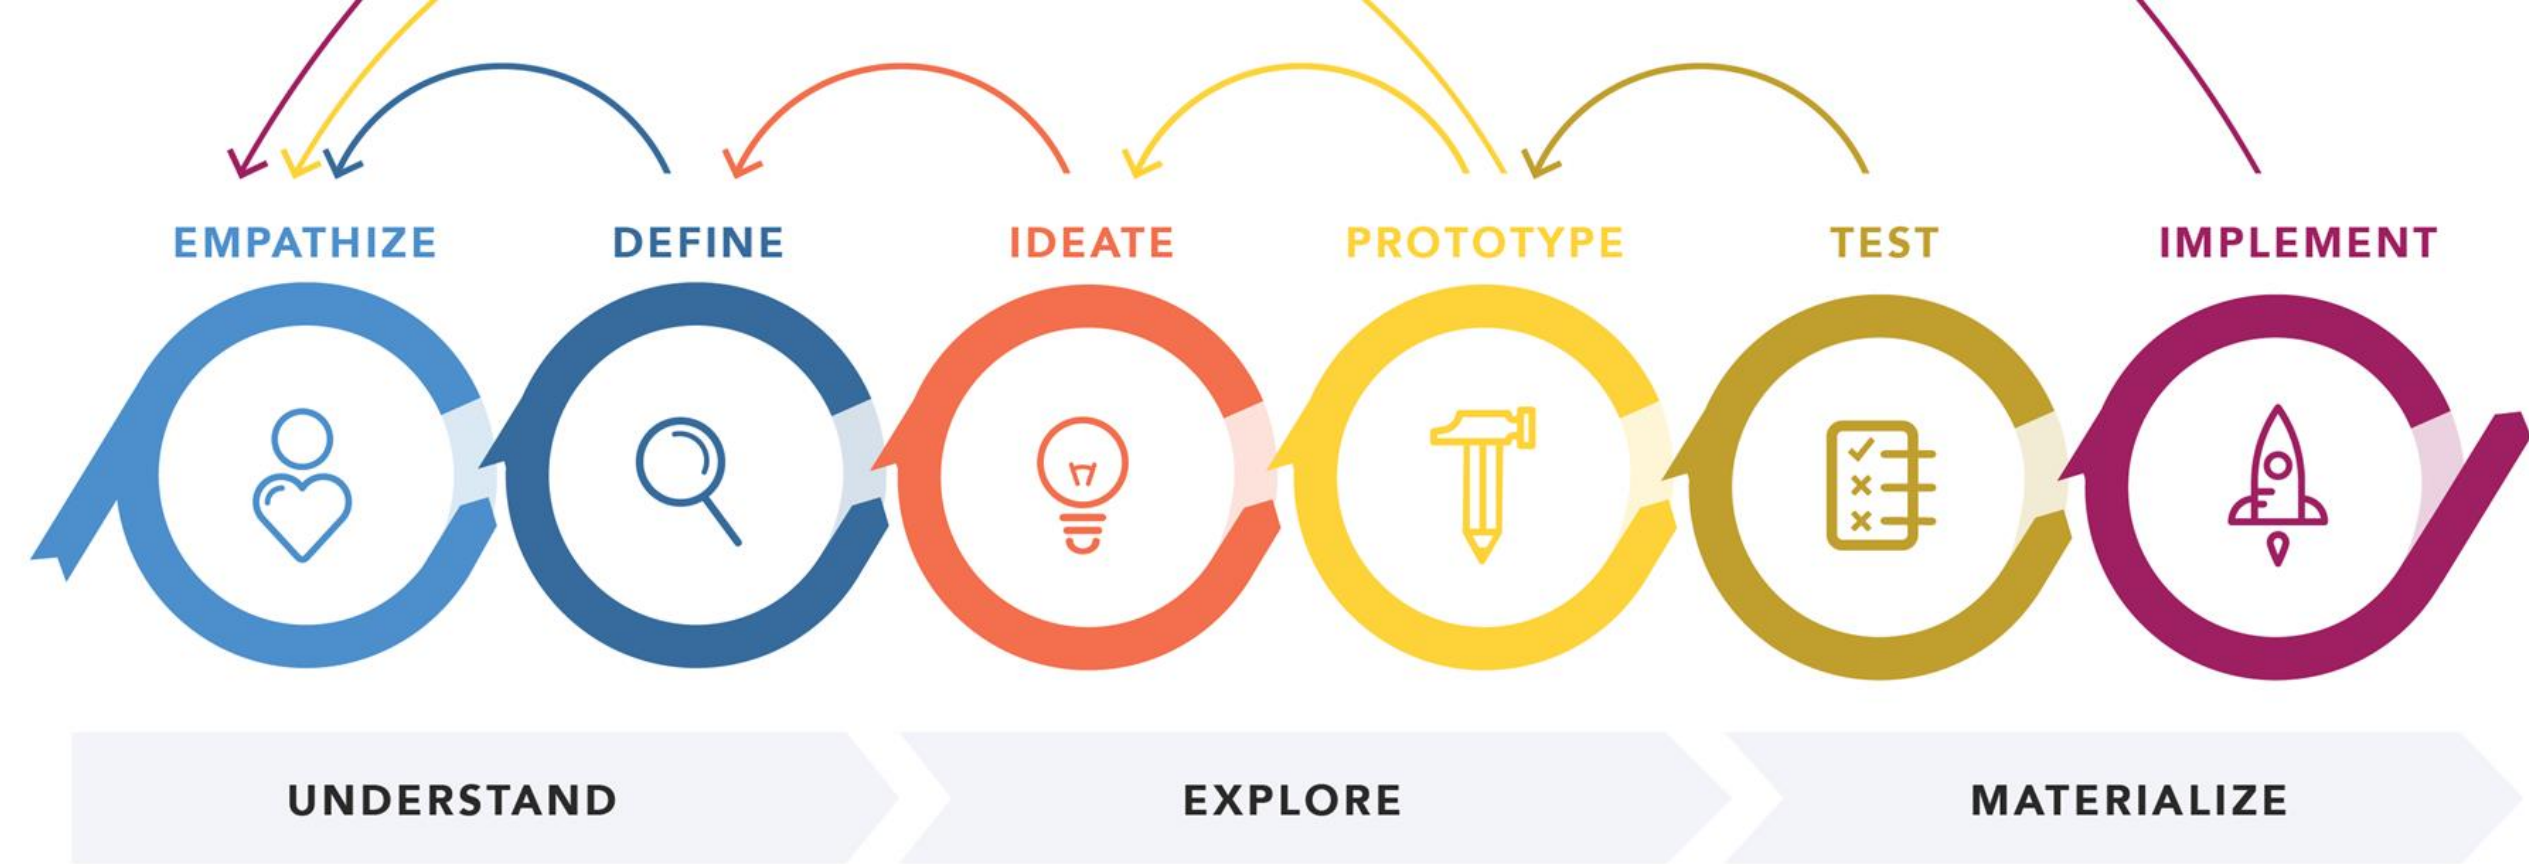 EMPATHIZE
DEFINE
IDEATE
PROTOTYPE
TEST
IMPLEMENT
UNDERSTAND
EXPLORE
MATERIALIZE